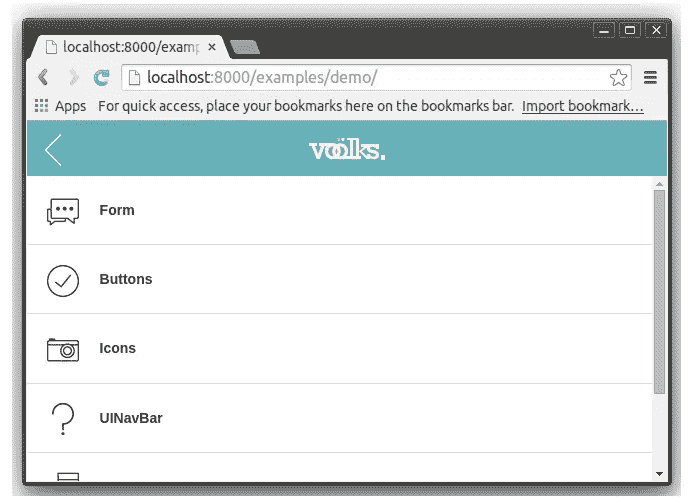 localhost:8000/examp
localhost:8000/examples/demo/
Apps For quick access, place your bookmarks here on the bookmarks bar. Import bookmark...
voölks.
Form
Buttons
Icons
UINavBar